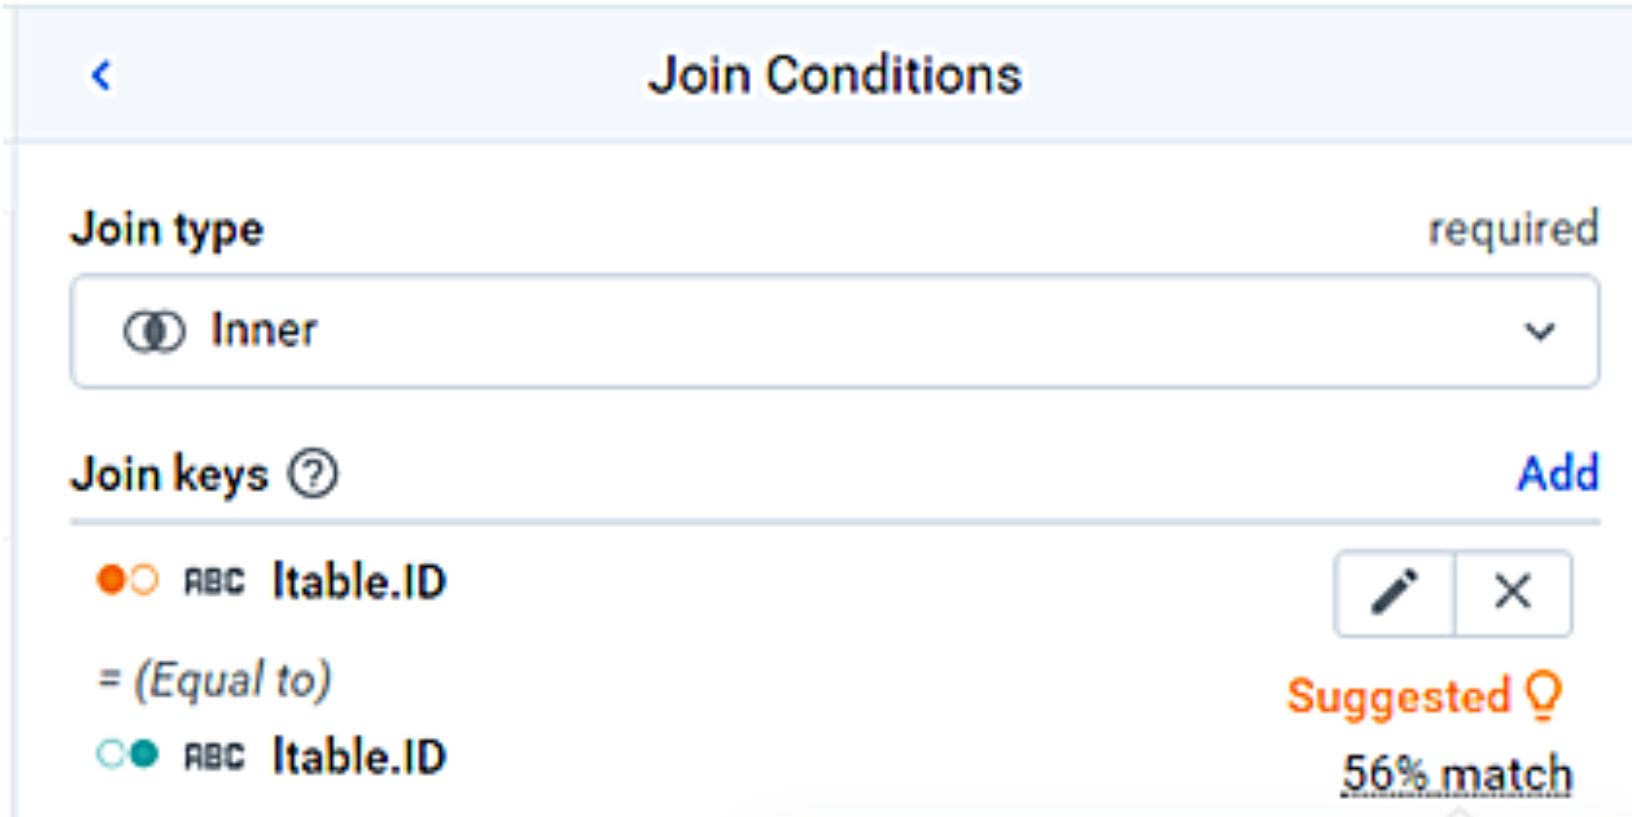 Join Conditions
Join type required
Inner
Join keys ? Add
ABC ltable.ID
= (Equal to)
Suggested
ABC ltable.ID
56% match